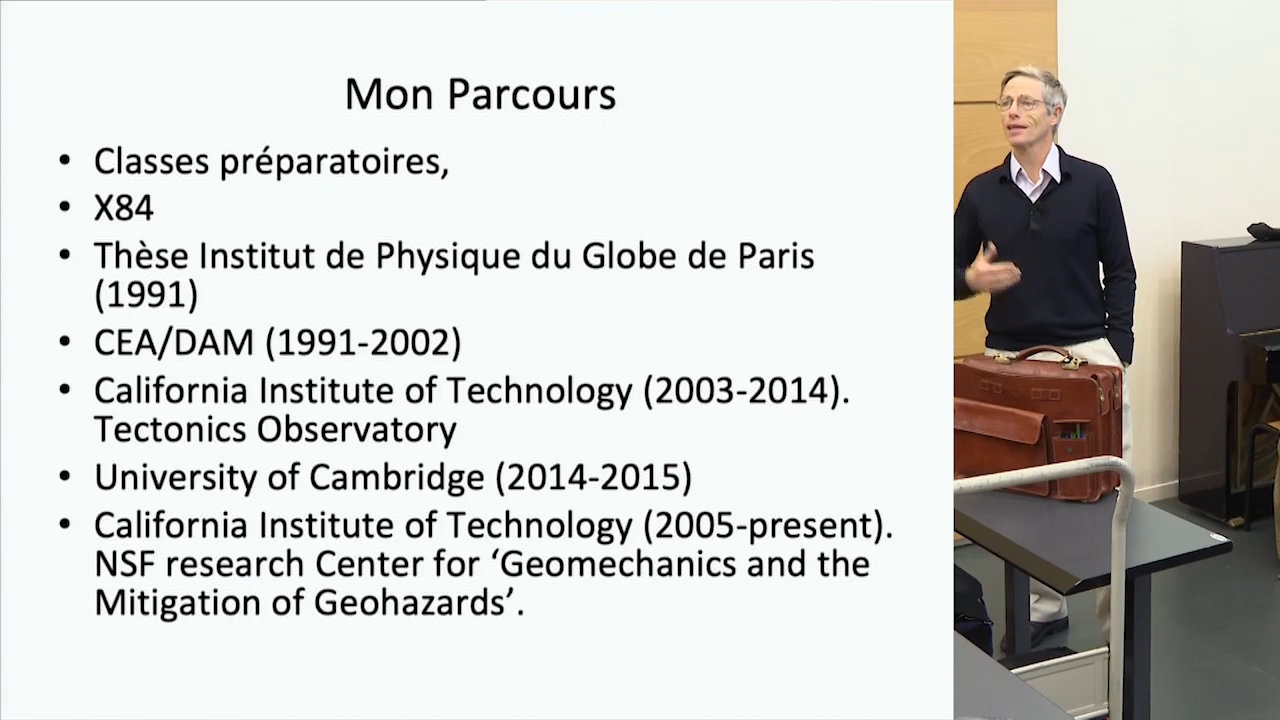 Mon Parcours
• Classes préparatoires,
• X84
• Thèse Institut de Physique du Globe de Paris
(1991)
• CEA/DAM (1991-2002)
• California Institute of Technology (2003-2014).
Tectonics Observatory
• University of Cambridge (2014-2015)
• California Institute of Technology (2005-present).
NSF research Center for ‘Geomechanics and the
Mitigation of Geohazards’.